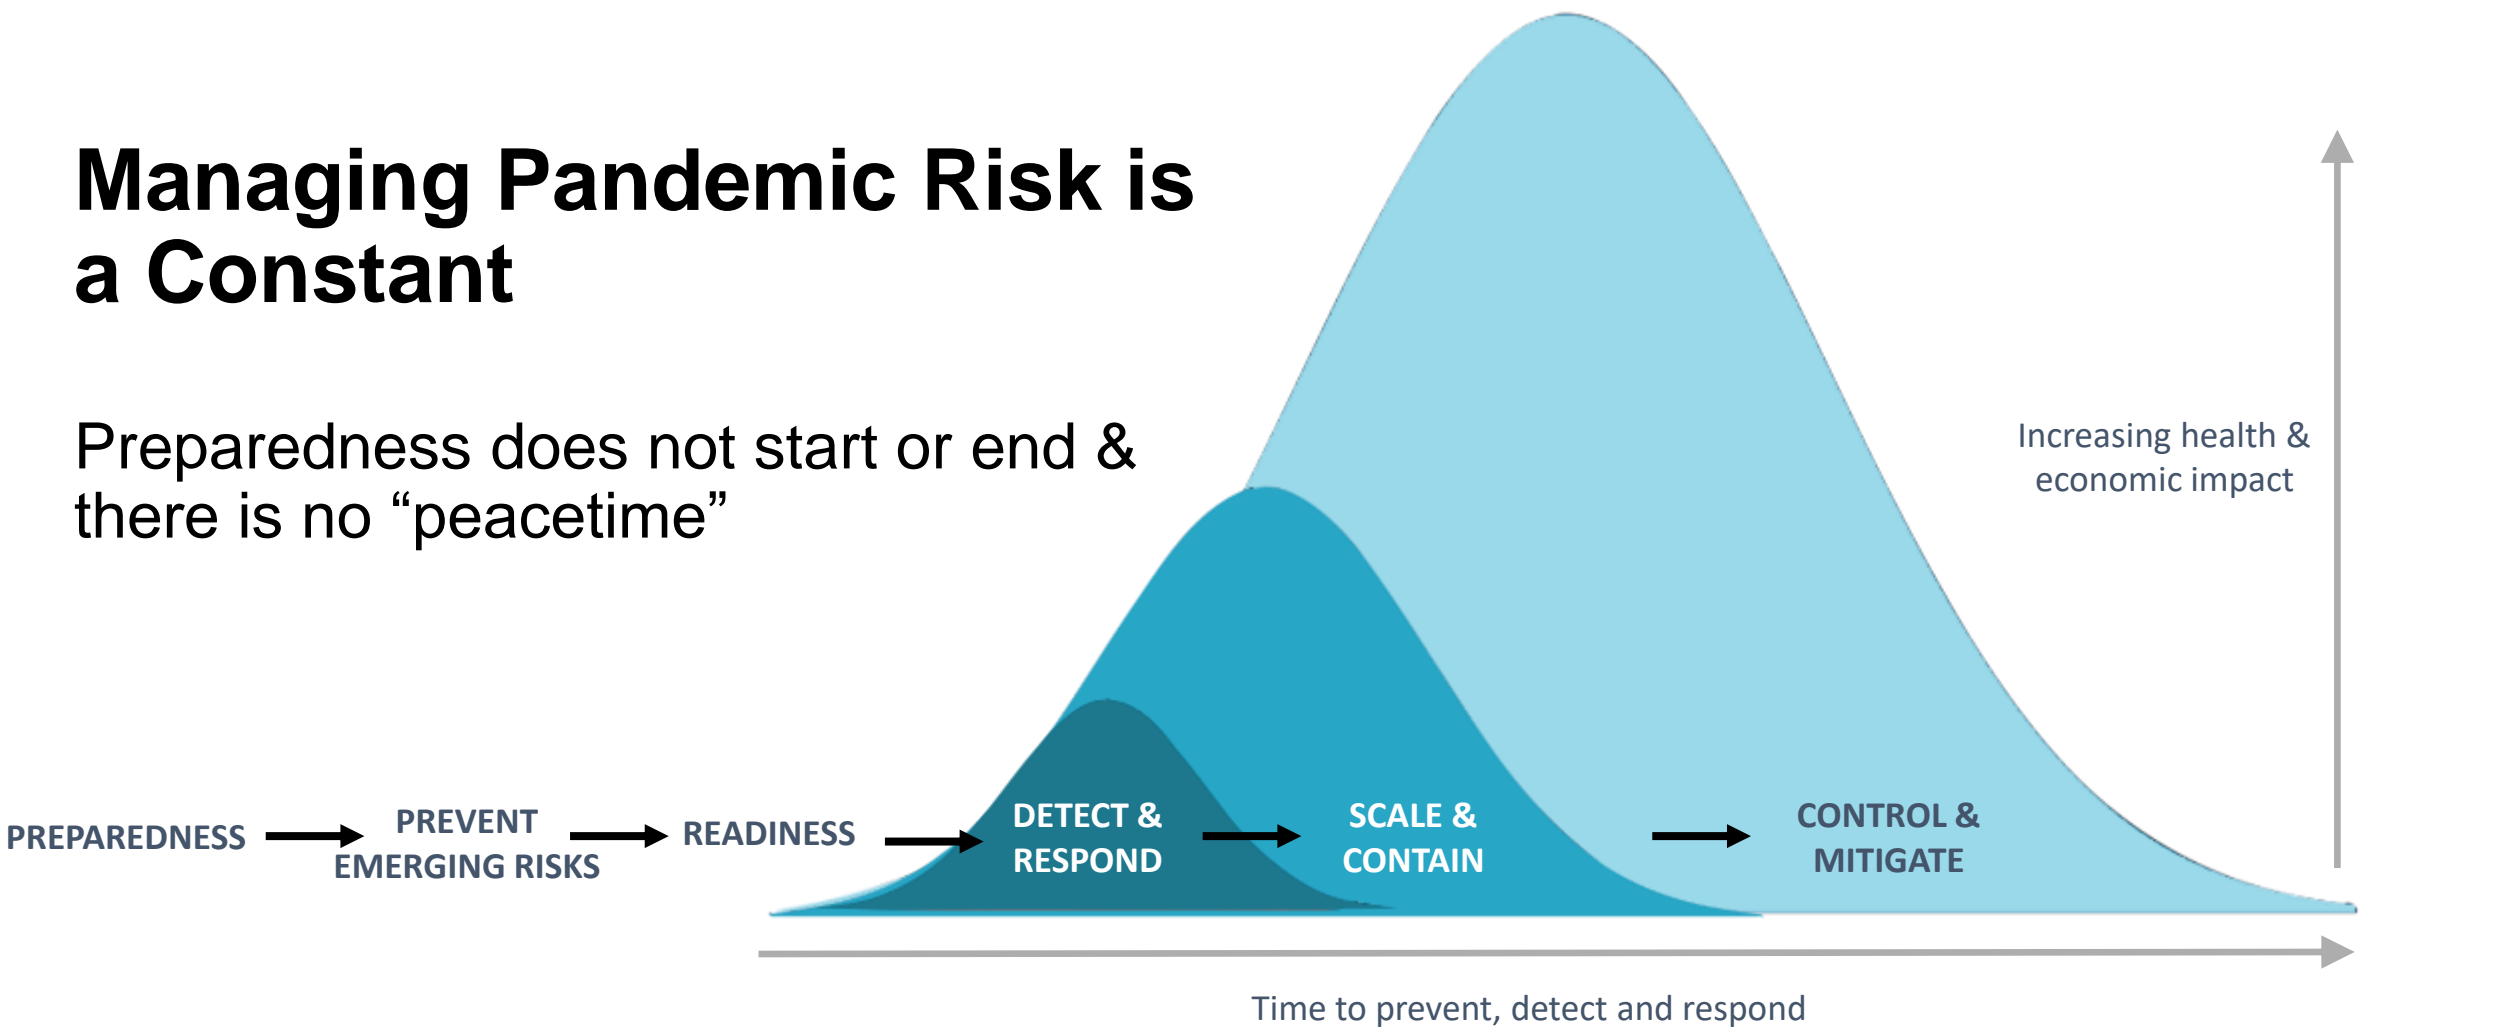 Managing Pandemic Risk is
a Constant
Preparedness does not start or end &
there is no “peacetime”
Increasing health &
economic impact
PREPAREDNESS
PREVENT
EMERGING RISKS
READINESS
DETECT &
RESPOND
SCALE &
CONTAIN
CONTROL &
MITIGATE
Time to prevent, detect and respond